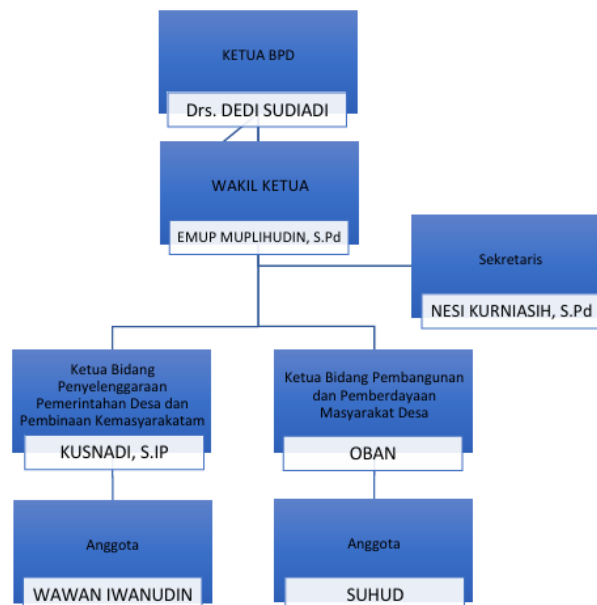 KETUA BPD
Drs. DEDI SUDIADI
WAKIL KETUA
EMUP MUPLIHUDIN, S.Pd
Sekretaris
NESI KURNIASIH, S.Pd
Ketua Bidang
Penyelenggaraan
Pemerintahan Desa dan
Pembinaan Kemasyarakatam
KUSNADI, S.IP
Ketua Bidang Pembangunan
dan Pemberdayaan
Masyarakat Desa
OBAN
Anggota
WAWAN IWANUDIN
Anggota
SUHUD